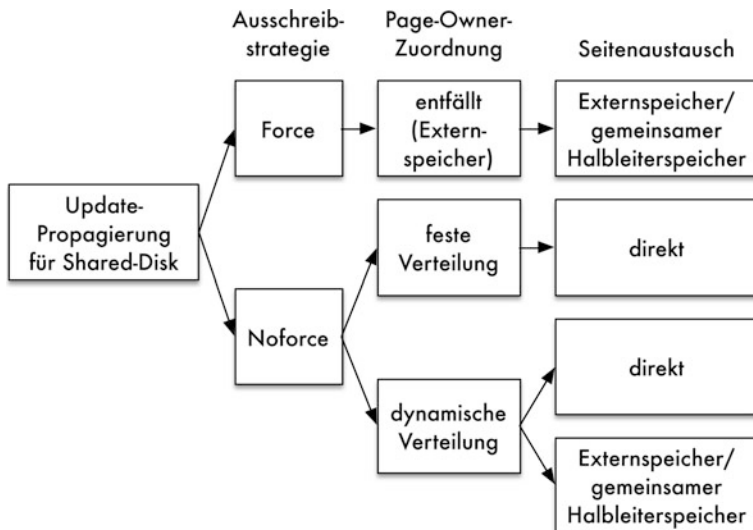 Ausschreib-
strategie
Page-Owner-
Zuordnung
Seitenaustausch
Force
entfällt
(Extern-
speicher)
Externspeicher/
gemeinsamer
Halbleiterspeicher
Update-
Propagierung
für Shared-Disk
feste
Verteilung
direkt
Noforce
direkt
dynamische
Verteilung
Externspeicher/
gemeinsamer
Halbleiterspeicher